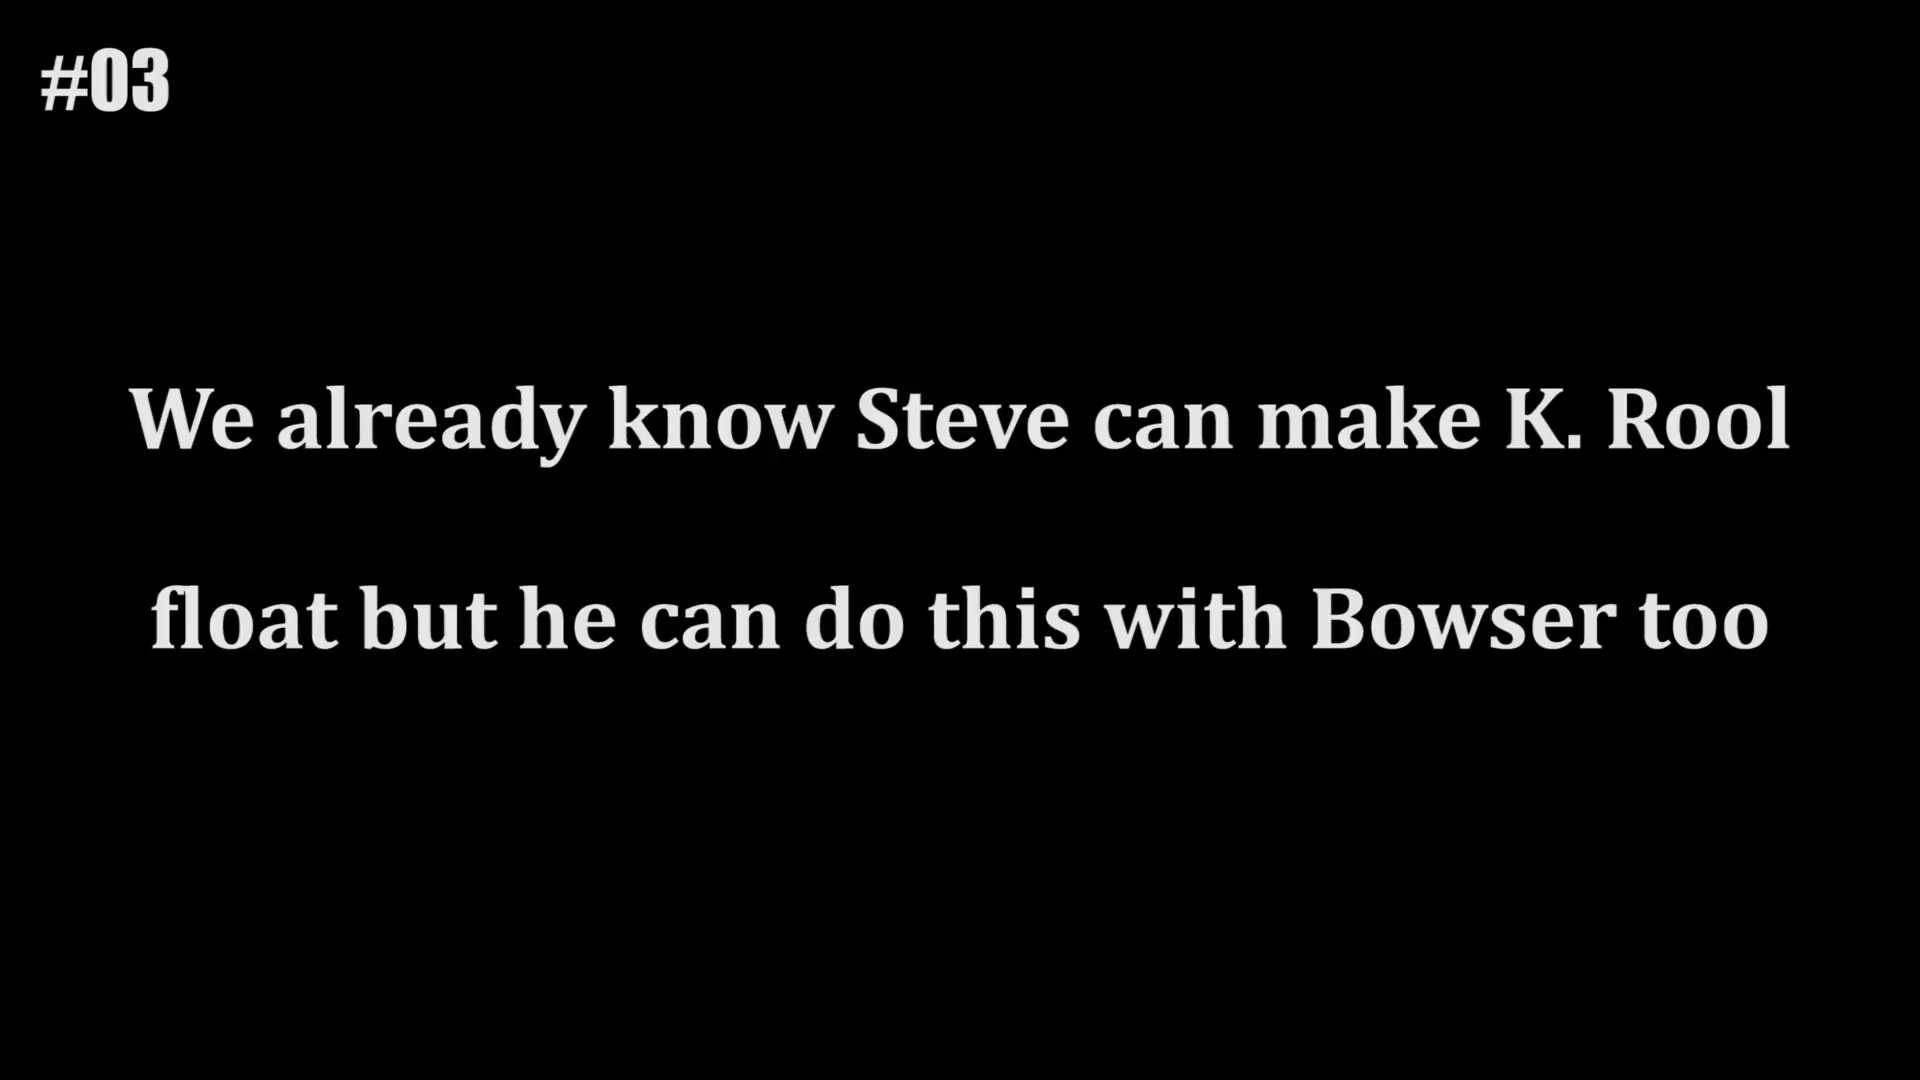 #03
We already know Steve can make K. Rool
float but he can do this with Bowser too